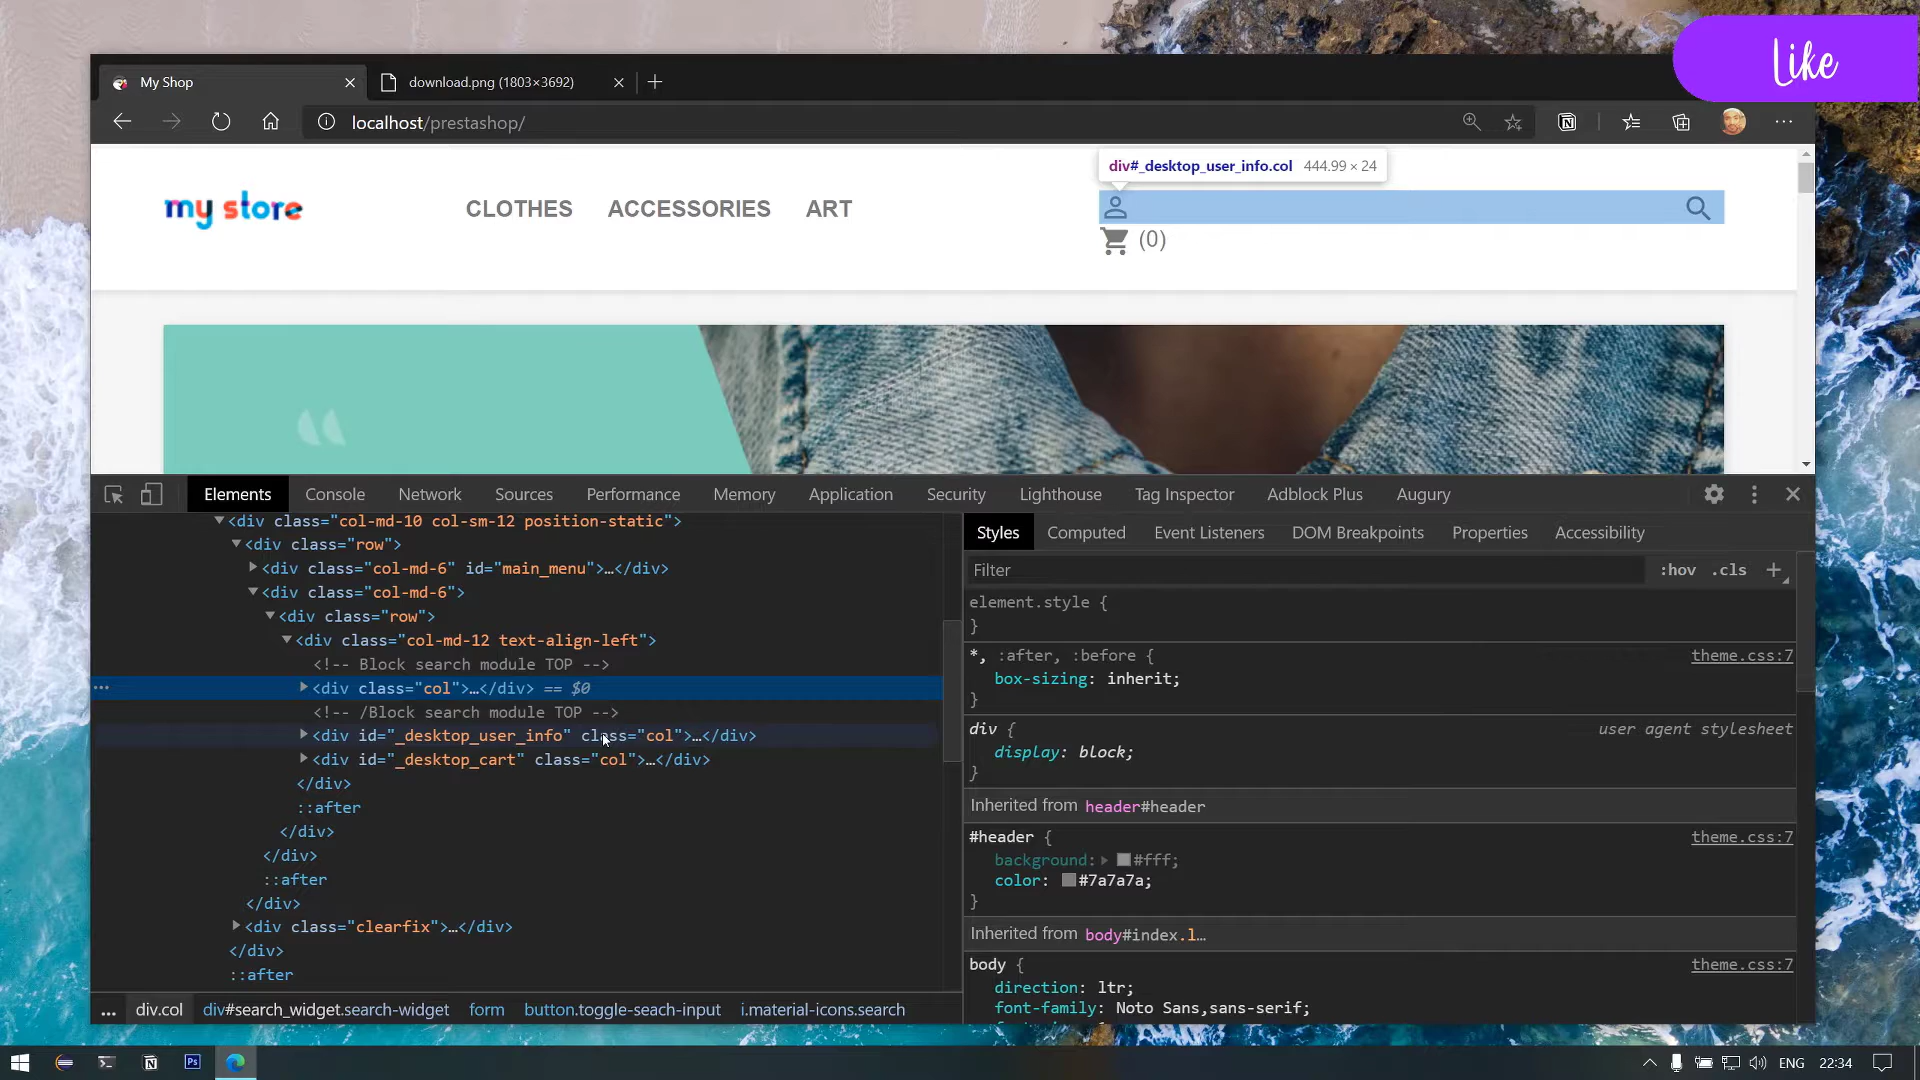 Like
My Shop
download.png (1803×3692)
localhost/prestashop/
div#_desktop_user_info.col 444.99 × 24
my store
CLOTHES ACCESSORIES ART
(0)
Elements Console Network Sources Performance Memory Application Security Lighthouse Tag Inspector Adblock Plus Augury
<div class="col-md-10 col-sm-12 position-static">
<div class="row">
<div class="col-md-6" id="main_menu">…</div>
<div class="col-md-6">
<div class="row">
<div class="col-md-12 text-align-left">
<!-- Block search module TOP -->
<div class="col">…</div> == $0
<!-- /Block search module TOP -->
<div id="_desktop_user_info" class="col">…</div>
<div id="_desktop_cart" class="col">…</div>
</div>
::after
</div>
</div>
::after
</div>
<div class="clearfix">…</div>
</div>
::after
... div.col div#search_widget.search-widget form button.toggle-seach-input i.material-icons.search
Styles Computed Event Listeners DOM Breakpoints Properties Accessibility
Filter :hov .cls
element.style {
}
*, :after, :before { theme.css:7
box-sizing: inherit;
}
div { user agent stylesheet
display: block;
}
Inherited from header#header
#header { theme.css:7
background: #fff;
color: #7a7a7a;
}
Inherited from body#index.l…
body { theme.css:7
direction: ltr;
font-family: Noto Sans,sans-serif;
Ps
ENG 22:34